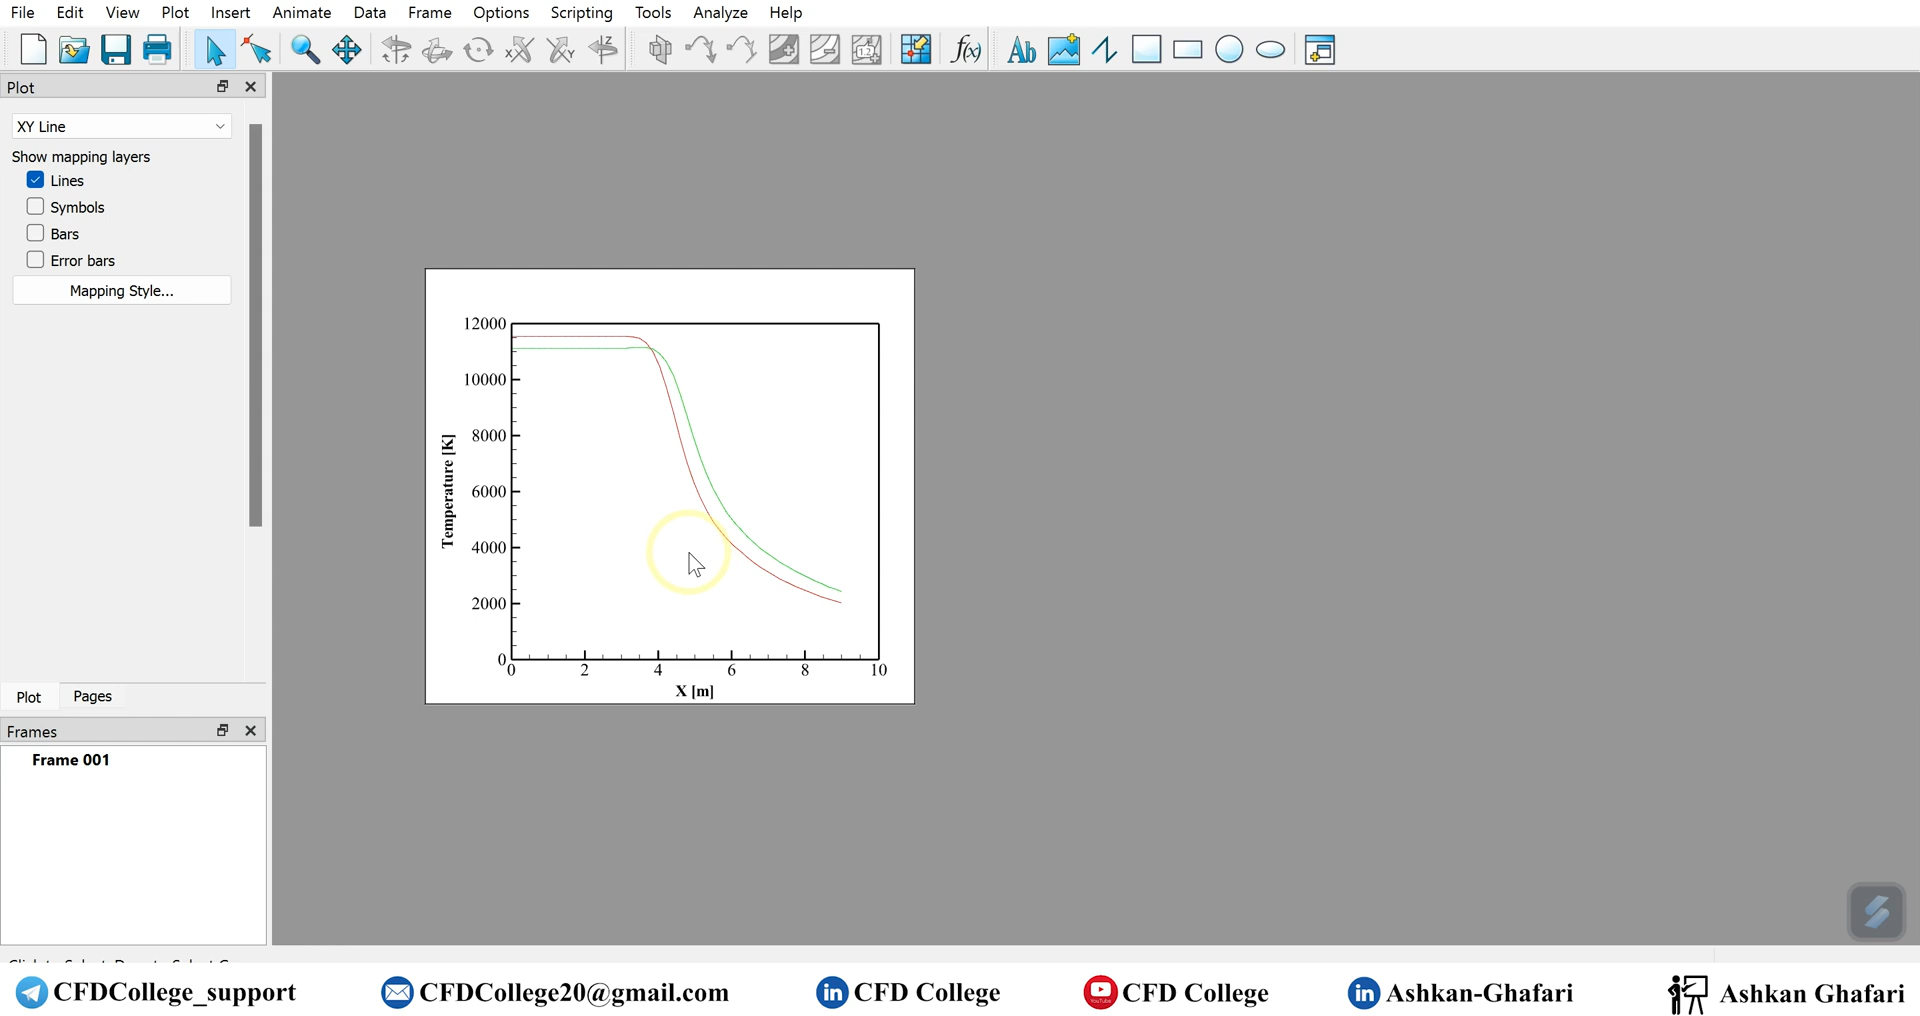 File Edit View Plot Insert Animate Data Frame Options Scripting Tools Analyze Help
Ab f(x)
Plot
XY Line
Show mapping layers
Lines
Symbols
Bars
Error bars
Mapping Style...
Plot Pages
Frames
Frame 001
12000
10000
8000
6000
4000
2000
0
0 2 4 6 8 10
Temperature [K]
X [m]
CFDCollege_support
CFDCollege20@gmail.com
CFD College
CFD College
Ashkan-Ghafari
Ashkan Ghafari